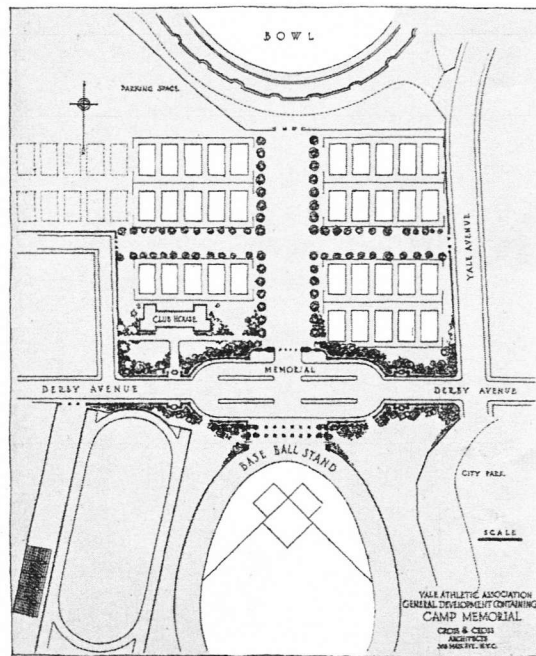 BOWL
PARKING SPACE
YALE AVENUE
CLUB HOUSE
MEMORIAL
DERBY AVENUE
DERBY AVENUE
BASE BALL STAND
CITY PARK
SCALE
YALE ATHLETIC ASSOCIATION
GENERAL DEVELOPMENT CONTAINING
CAMP MEMORIAL
CROSS & CROSS
ARCHITECTS
AVE. N.Y.C.